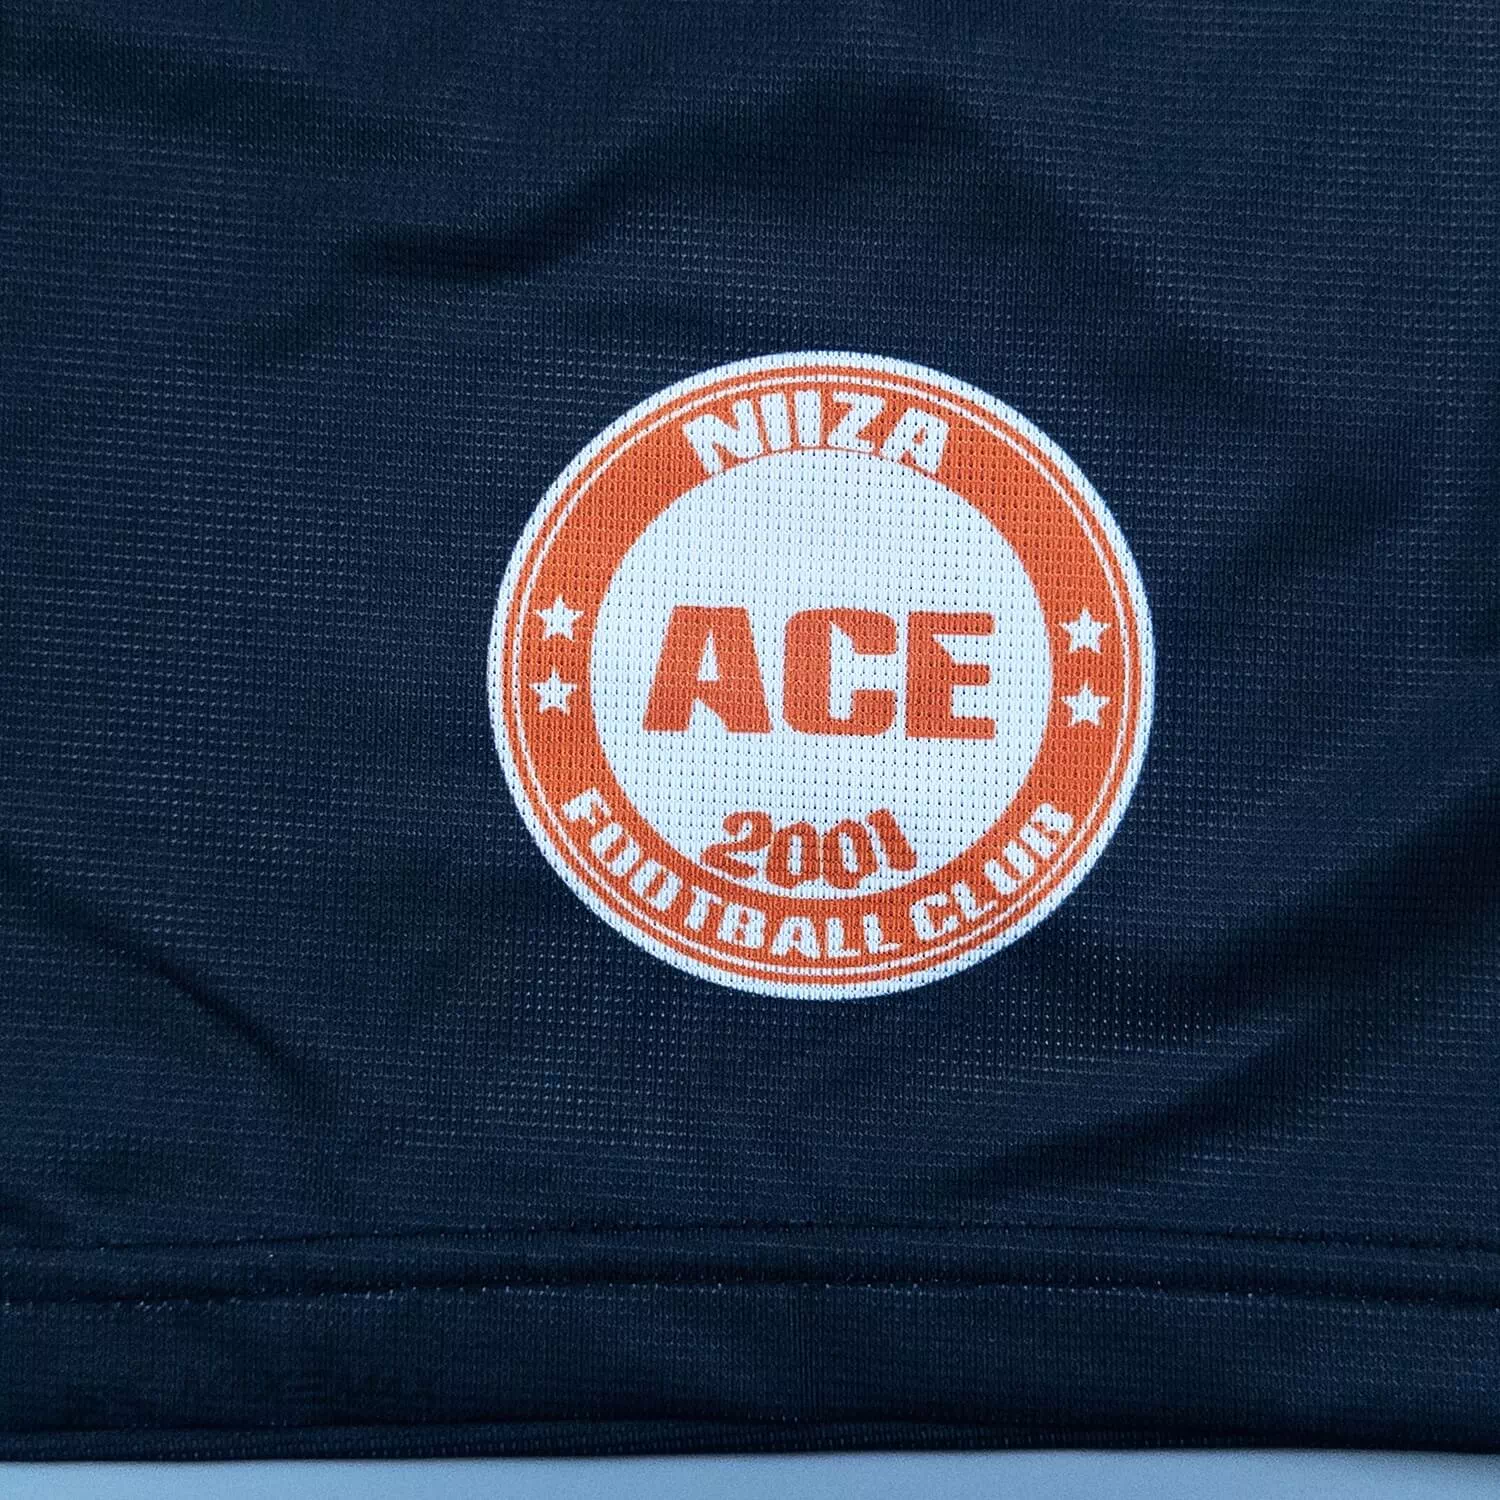 NIIZA
ACE
2001
FOOTBALL CLUB